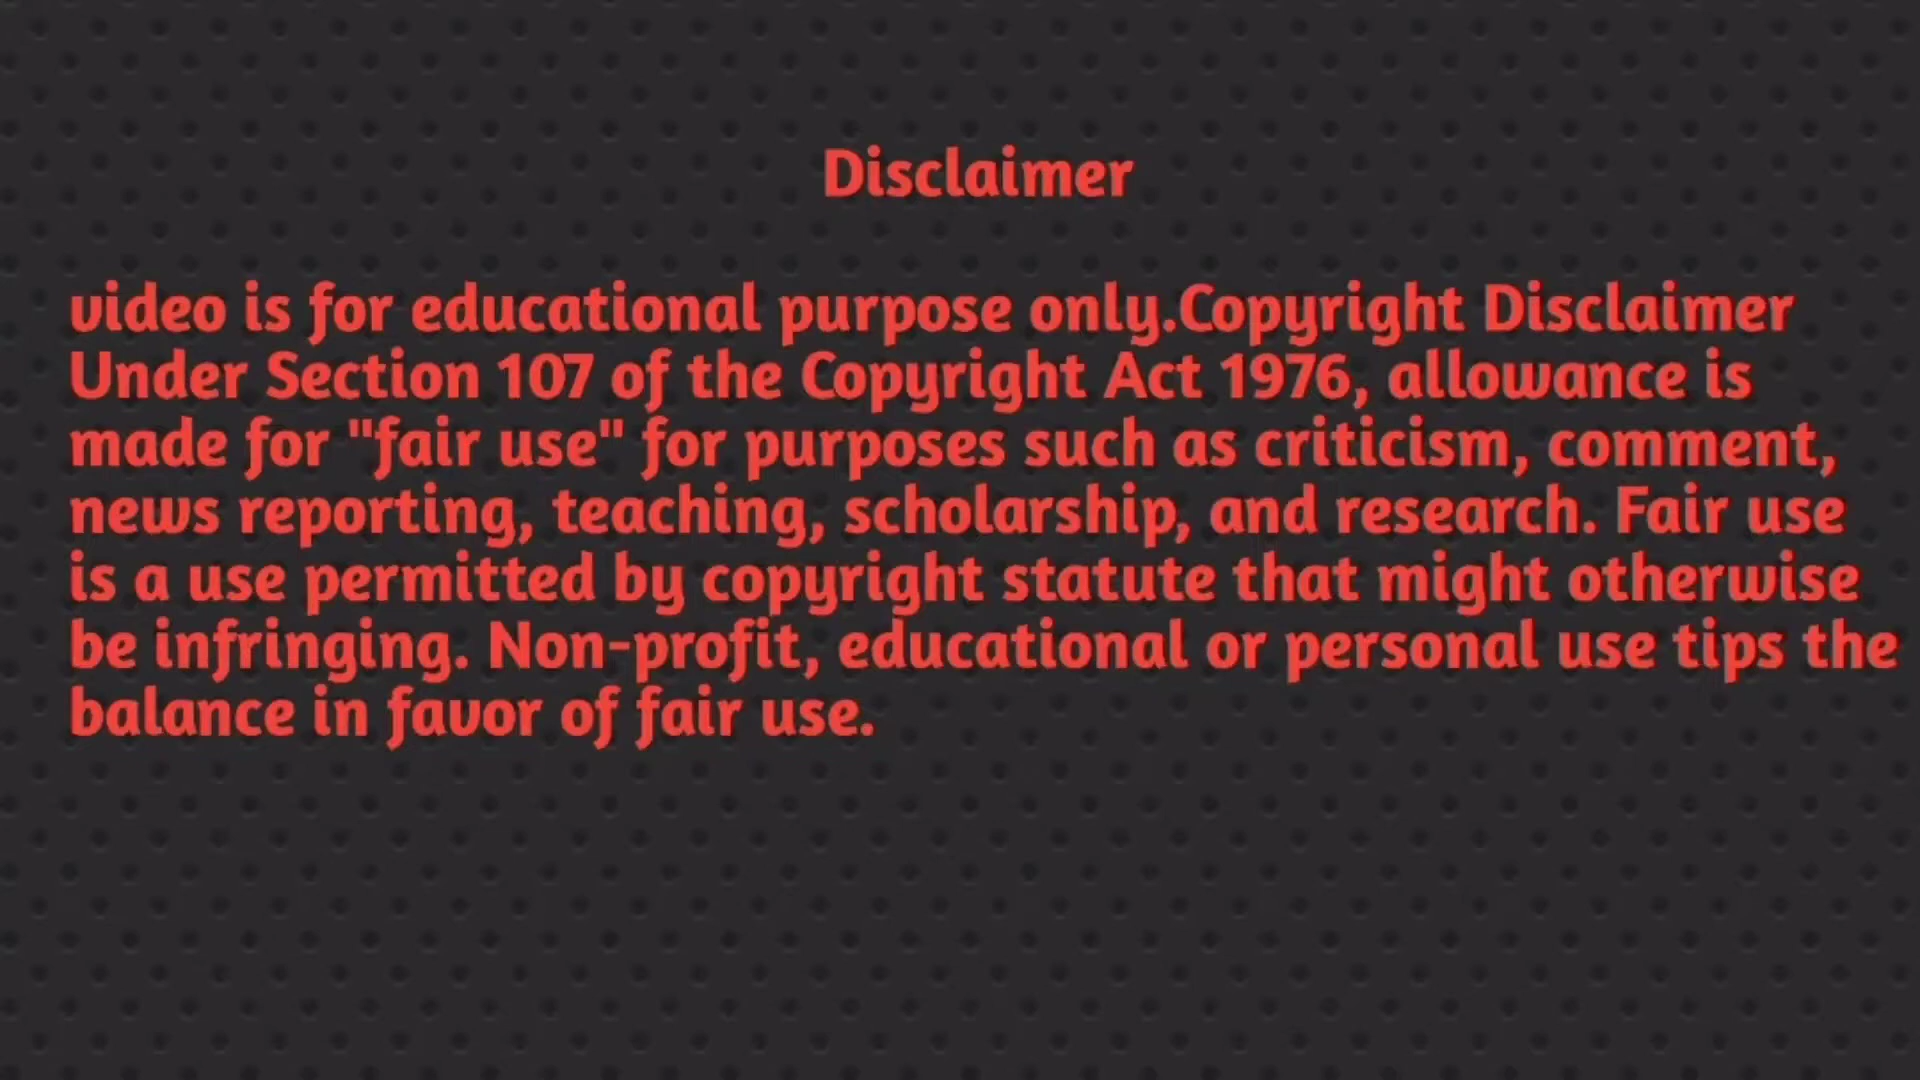 Disclaimer
video is for educational purpose only.Copyright Disclaimer
Under Section 107 of the Copyright Act 1976, allowance is
made for "fair use" for purposes such as criticism, comment,
news reporting, teaching, scholarship, and research. Fair use
is a use permitted by copyright statute that might otherwise
be infringing. Non-profit, educational or personal use tips the
balance in favor of fair use.